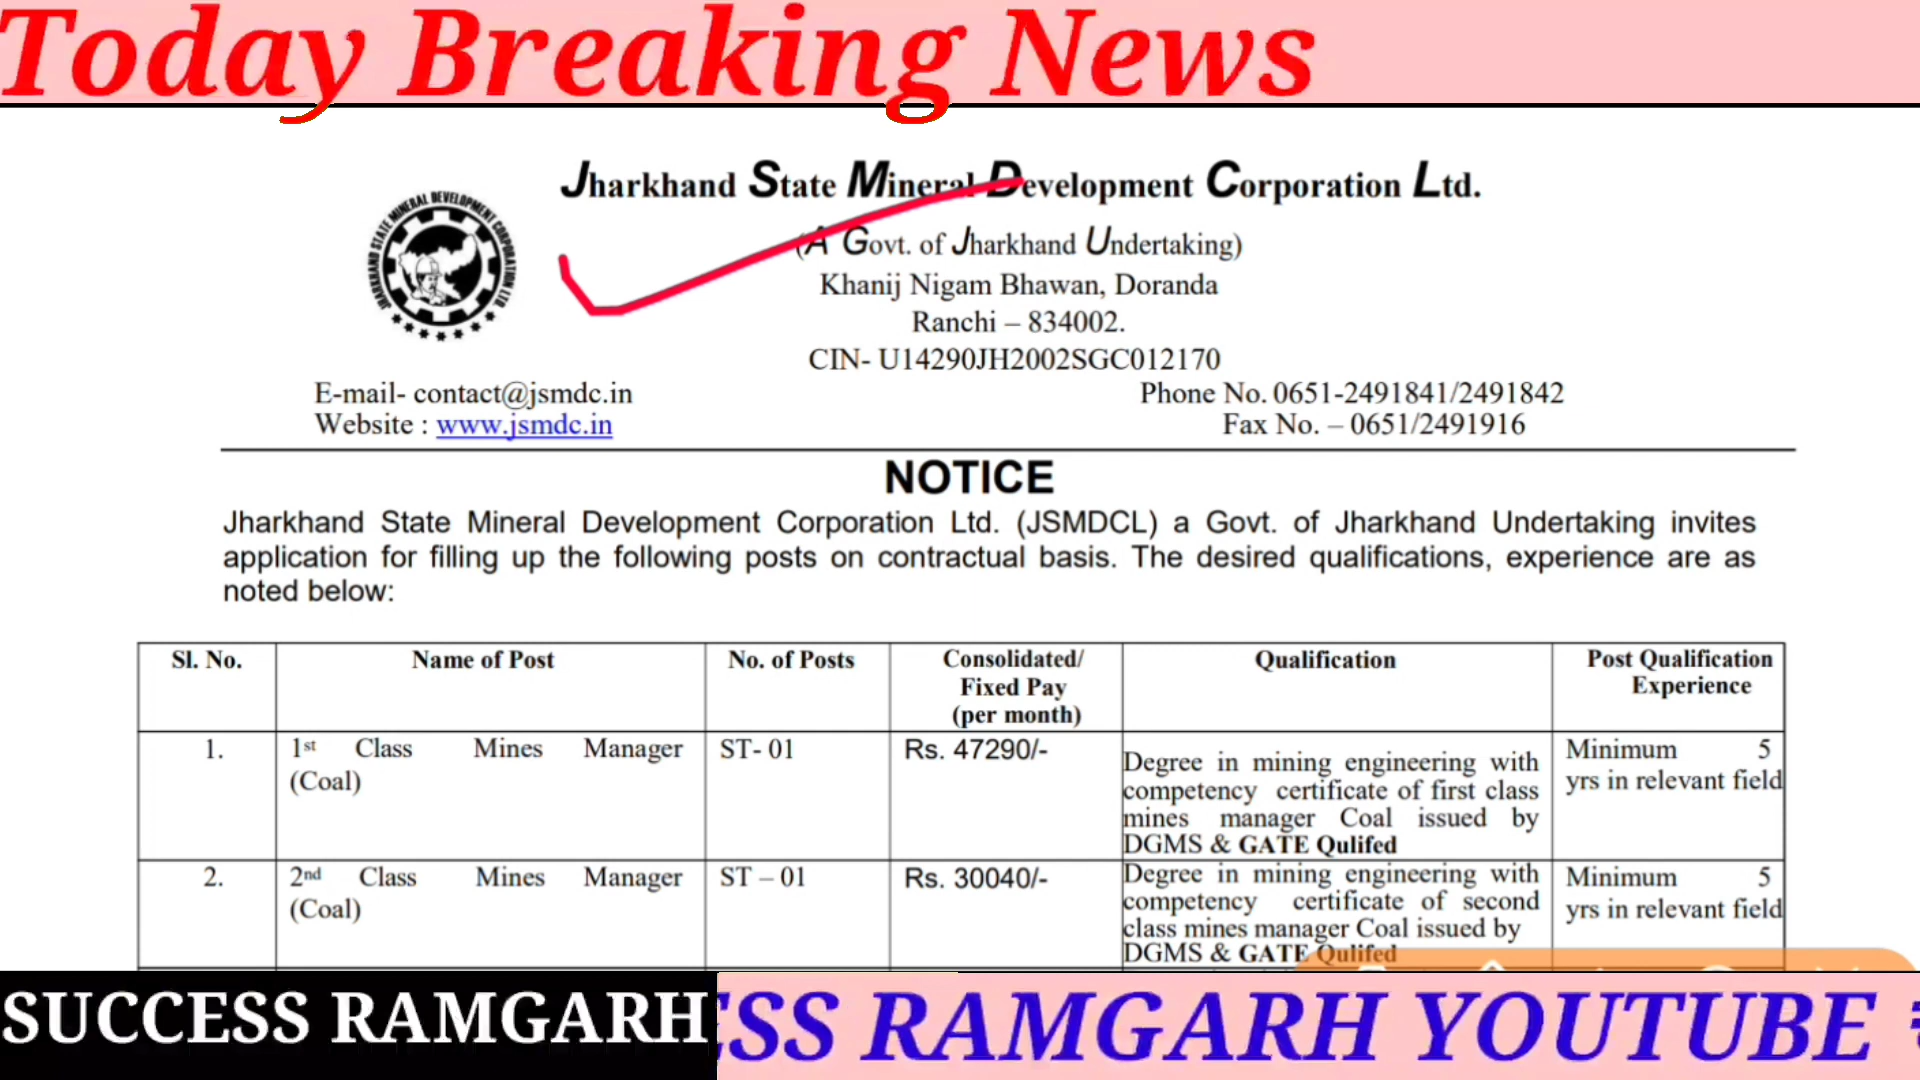 Today Breaking News
Jharkhand State Mineral Development Corporation Ltd.
(A Govt. of Jharkhand Undertaking)
Khanij Nigam Bhawan, Doranda
Ranchi – 834002.
CIN- U14290JH2002SGC012170
JHARKHAND STATE MINERAL DEVELOPMENT CORPORATION LTD.
E-mail- contact@jsmdc.in
Phone No. 0651-2491841/2491842
Website : www.jsmdc.in
Fax No. – 0651/2491916
NOTICE
Jharkhand State Mineral Development Corporation Ltd. (JSMDCL) a Govt. of Jharkhand Undertaking invites
application for filling up the following posts on contractual basis. The desired qualifications, experience are as
noted below:
Sl. No.
Name of Post
No. of Posts
Consolidated/
Fixed Pay
(per month)
Qualification
Post Qualification
Experience
1.
1st Class Mines Manager
(Coal)
ST- 01
Rs. 47290/-
Degree in mining engineering with
competency certificate of first class
mines manager Coal issued by
DGMS & GATE Qulifed
Minimum 5
yrs in relevant field
2.
2nd Class Mines Manager
(Coal)
ST – 01
Rs. 30040/-
Degree in mining engineering with
competency certificate of second
class mines manager Coal issued by
DGMS & GATE Qulifed
Minimum 5
yrs in relevant field
SUCCESS RAMGARH
ESS RAMGARH YOUTUBE